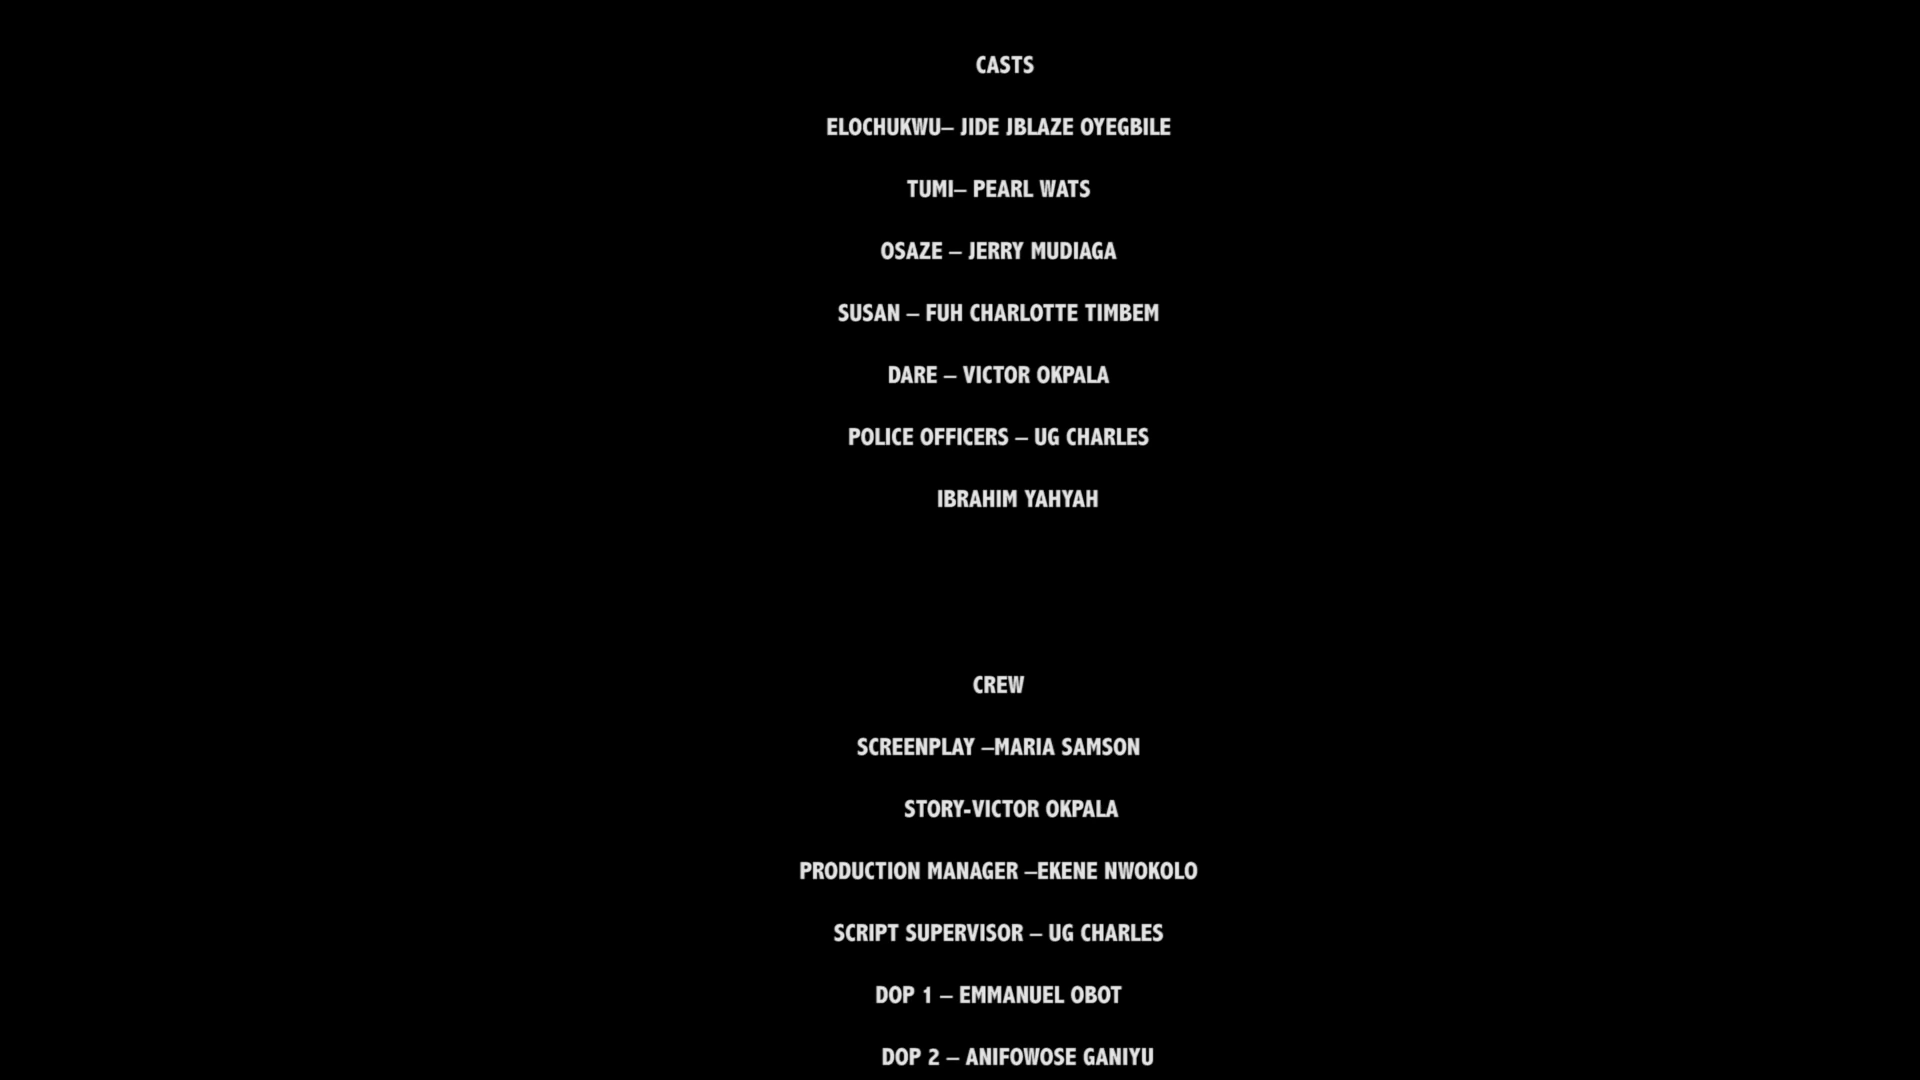 CASTS
ELOCHUKWU– JIDE JBLAZE OYEGBILE
TUMI– PEARL WATS
OSAZE – JERRY MUDIAGA
SUSAN – FUH CHARLOTTE TIMBEM
DARE – VICTOR OKPALA
POLICE OFFICERS – UG CHARLES
IBRAHIM YAHYAH
CREW
SCREENPLAY –MARIA SAMSON
STORY-VICTOR OKPALA
PRODUCTION MANAGER –EKENE NWOKOLO
SCRIPT SUPERVISOR – UG CHARLES
DOP 1 – EMMANUEL OBOT
DOP 2 – ANIFOWOSE GANIYU